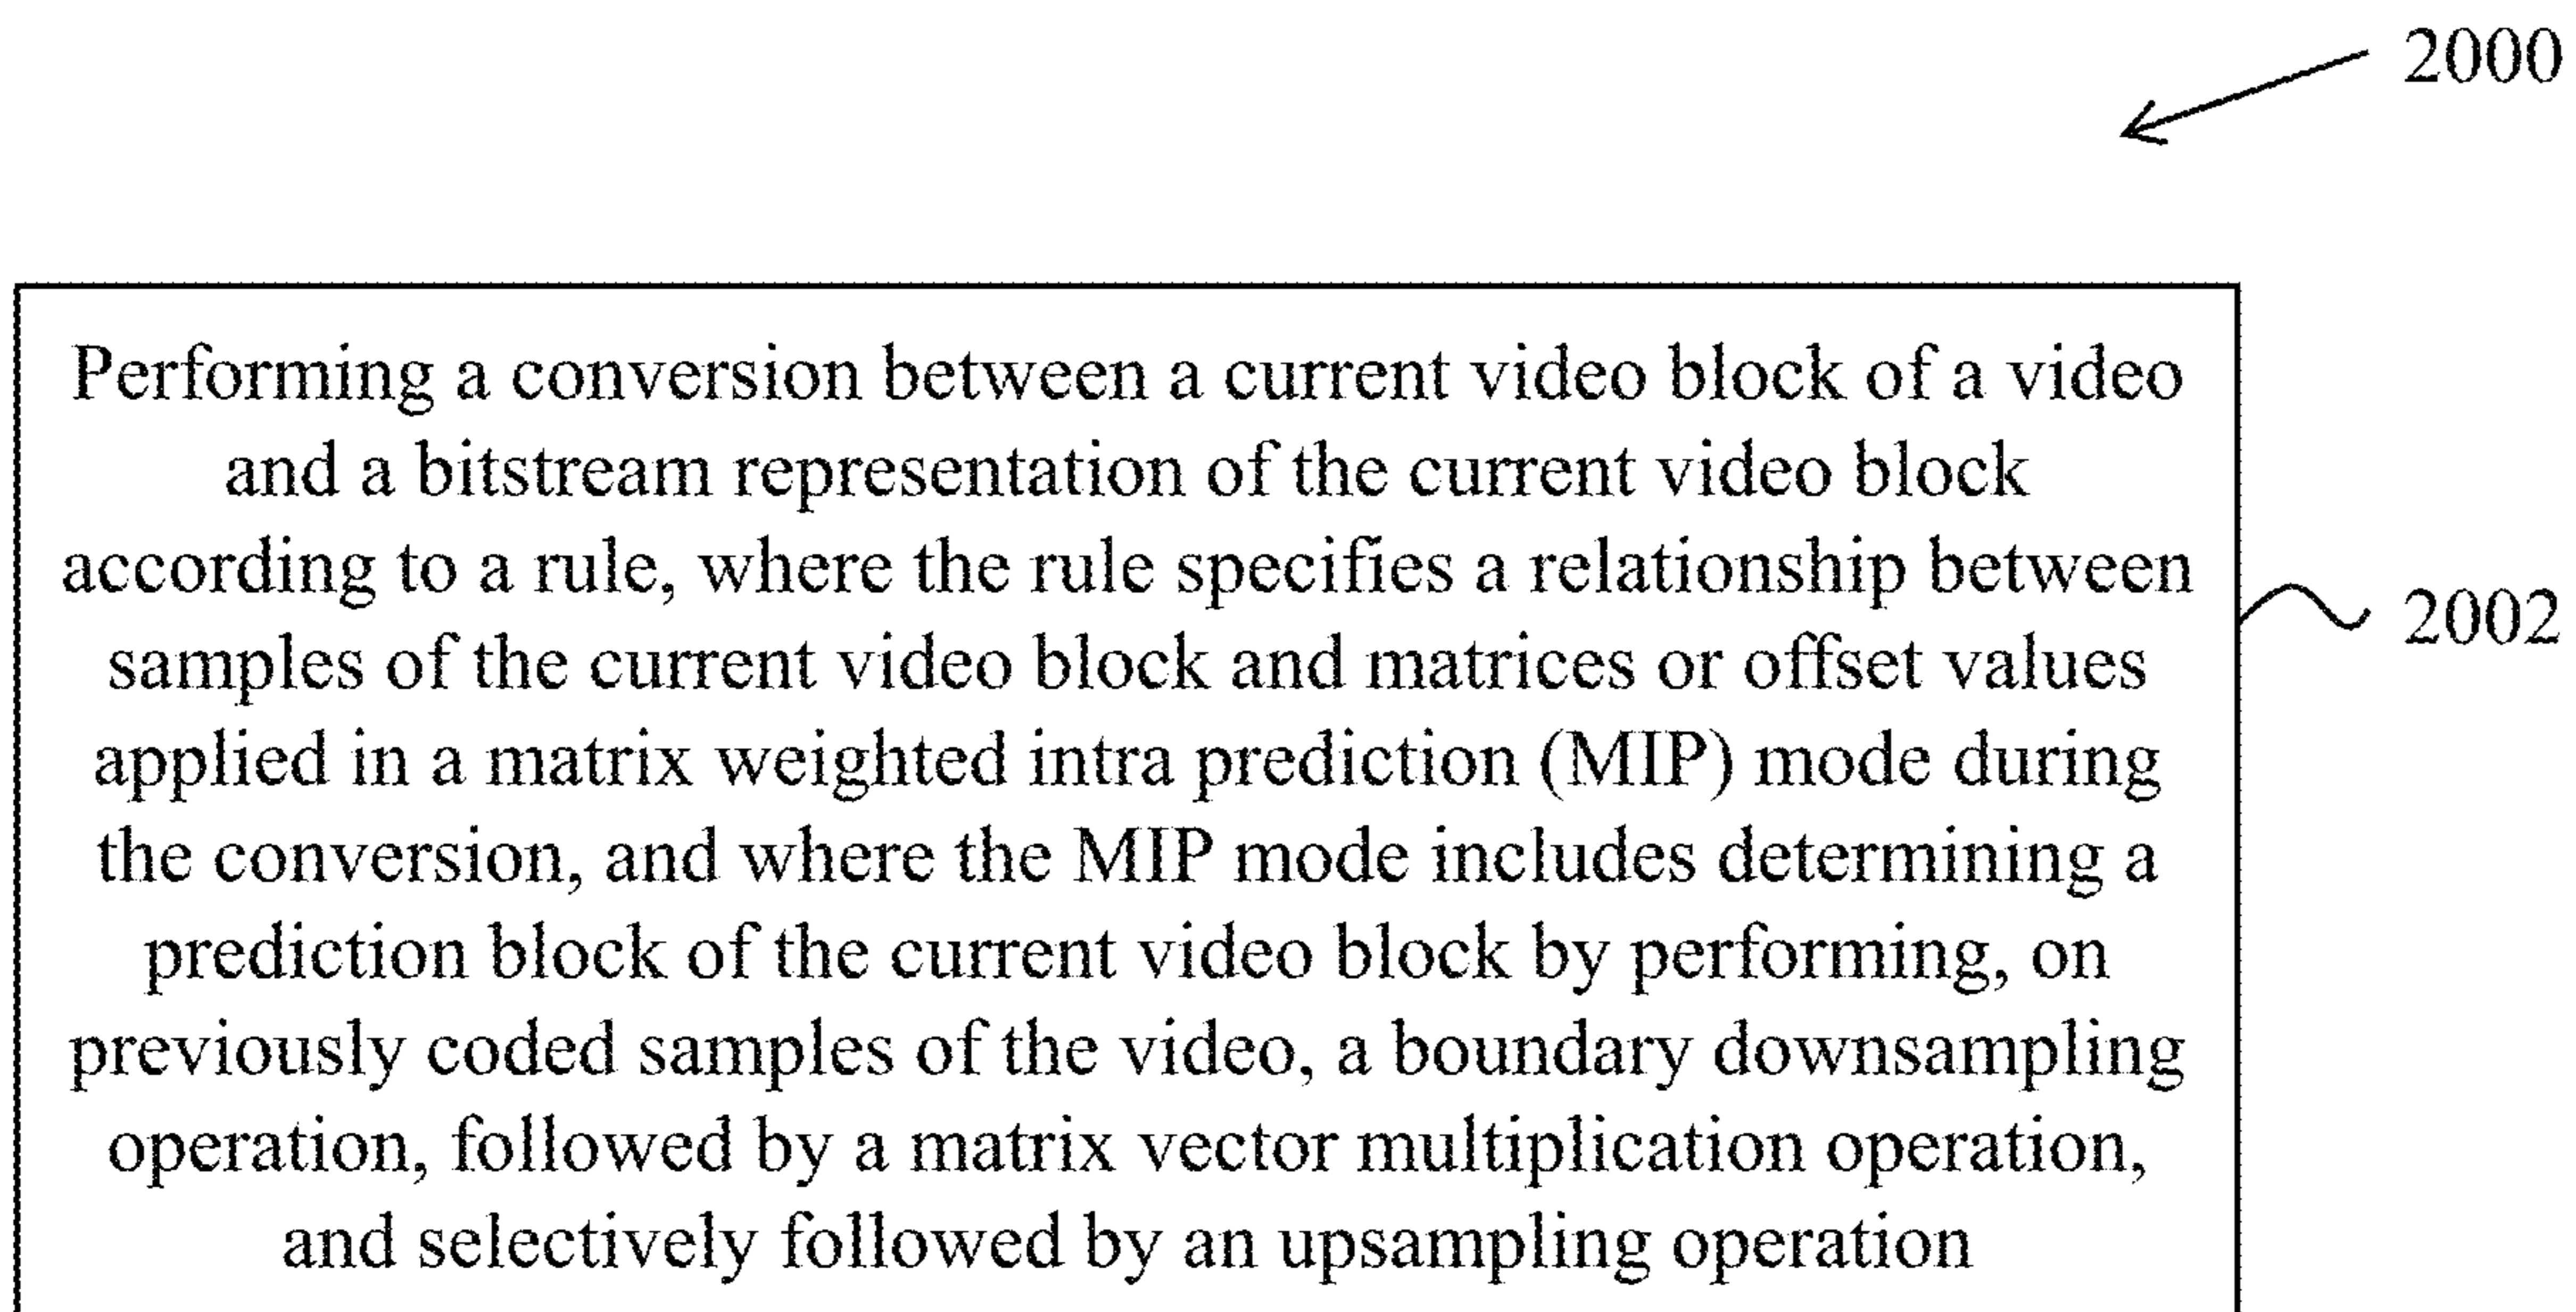 2000
Performing a conversion between a current video block of a video
and a bitstream representation of the current video block
according to a rule, where the rule specifies a relationship between
samples of the current video block and matrices or offset values
applied in a matrix weighted intra prediction (MIP) mode during
the conversion, and where the MIP mode includes determining a
prediction block of the current video block by performing, on
previously coded samples of the video, a boundary downsampling
operation, followed by a matrix vector multiplication operation,
and selectively followed by an upsampling operation
2002